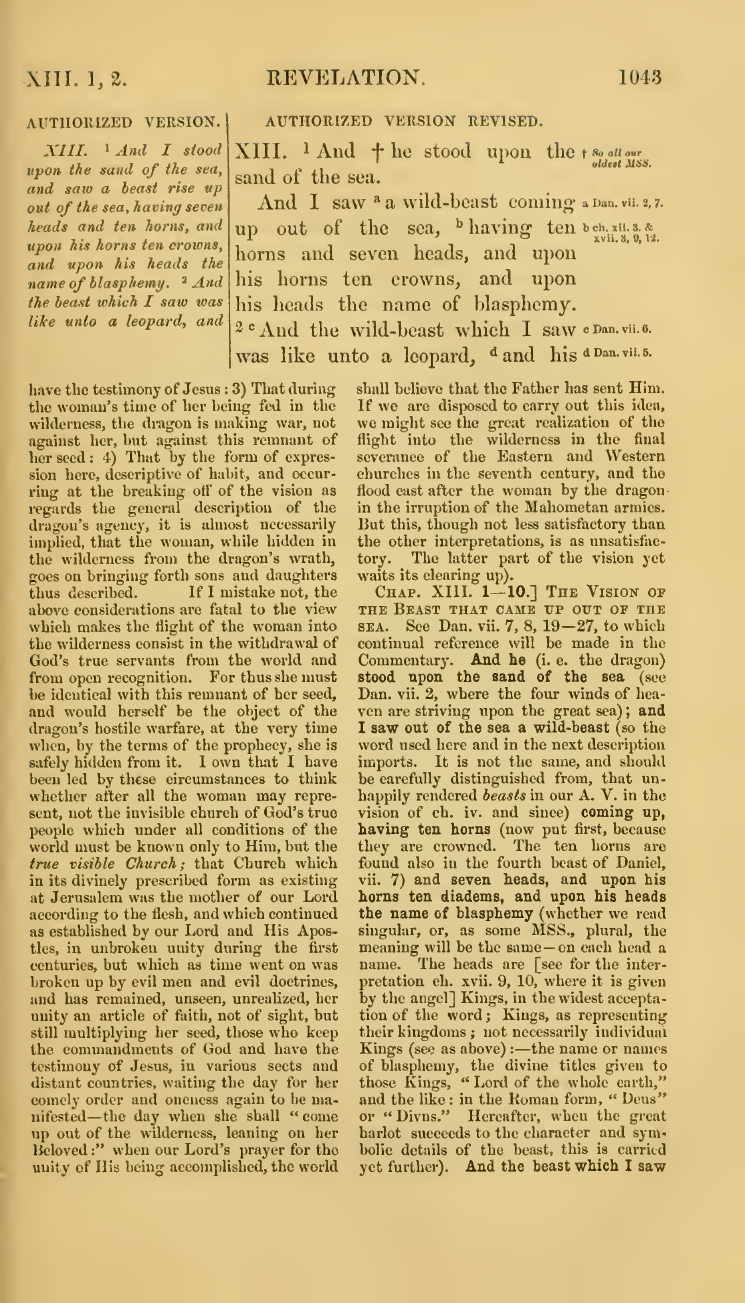 XIII. 1, 2. REVELATION. 1043
AUTHORIZED VERSION.
XIII. 1 And I stood
upon the sand of the sea,
and saw a beast rise up
out of the sea, having seven
heads and ten horns, and
upon his horns ten crowns,
and upon his heads the
name of blasphemy. 2 And
the beast which I saw was
like unto a leopard, and
AUTHORIZED VERSION REVISED.
XIII. 1 And † he stood upon the
sand of the sea.
And I saw a a wild-beast coming
up out of the sea, b having ten
horns and seven heads, and upon
his horns ten crowns, and upon
his heads the name of blasphemy.
2 c And the wild-beast which I saw
was like unto a leopard, d and his
† So all our
oldest MSS.
a Dan. vii. 2, 7.
b ch. xii. 3. &
xvii. 3, 9, 12.
c Dan. vii. 6.
d Dan. vii. 5.
have the testimony of Jesus : 3) That during
the woman's time of her being fed in the
wilderness, the dragon is making war, not
against her, but against this remnant of
her seed : 4) That by the form of expres-
sion here, descriptive of habit, and occur-
ring at the breaking off of the vision as
regards the general description of the
dragon's agency, it is almost necessarily
implied, that the woman, while hidden in
the wilderness from the dragon's wrath,
goes on bringing forth sons and daughters
thus described. If I mistake not, the
above considerations are fatal to the view
which makes the flight of the woman into
the wilderness consist in the withdrawal of
God's true servants from the world and
from open recognition. For thus she must
be identical with this remnant of her seed,
and would herself be the object of the
dragon's hostile warfare, at the very time
when, by the terms of the prophecy, she is
safely hidden from it. I own that I have
been led by these circumstances to think
whether after all the woman may repre-
sent, not the invisible church of God's true
people which under all conditions of the
world must be known only to Him, but the
true visible Church ; that Church which
in its divinely prescribed form as existing
at Jerusalem was the mother of our Lord
according to the flesh, and which continued
as established by our Lord and His Apos-
tles, in unbroken unity during the first
centuries, but which as time went on was
broken up by evil men and evil doctrines,
and has remained, unseen, unrealized, her
unity an article of faith, not of sight, but
still multiplying her seed, those who keep
the commandments of God and have the
testimony of Jesus, in various sects and
distant countries, waiting the day for her
comely order and oneness again to be ma-
nifested—the day when she shall “ come
up out of the wilderness, leaning on her
Beloved :” when our Lord's prayer for the
unity of His being accomplished, the world
shall believe that the Father has sent Him.
If we are disposed to carry out this idea,
we might see the great realization of the
flight into the wilderness in the final
severance of the Eastern and Western
churches in the seventh century, and the
flood cast after the woman by the dragon
in the irruption of the Mahometan armies.
But this, though not less satisfactory than
the other interpretations, is as unsatisfac-
tory. The latter part of the vision yet
waits its clearing up).
CHAP. XIII. 1—10.] THE VISION OF
THE BEAST THAT CAME UP OUT OF THE
SEA. See Dan. vii. 7, 8, 19—27, to which
continual reference will be made in the
Commentary. And he (i. e. the dragon)
stood upon the sand of the sea (see
Dan. vii. 2, where the four winds of hea-
ven are striving upon the great sea) ; and
I saw out of the sea a wild-beast (so the
word used here and in the next description
imports. It is not the same, and should
be carefully distinguished from, that un-
happily rendered beasts in our A. V. in the
vision of ch. iv. and since) coming up,
having ten horns (now put first, because
they are crowned. The ten horns are
found also in the fourth beast of Daniel,
vii. 7) and seven heads, and upon his
horns ten diadems, and upon his heads
the name of blasphemy (whether we read
singular, or, as some MSS., plural, the
meaning will be the same—on each head a
name. The heads are [see for the inter-
pretation ch. xvii. 9, 10, where it is given
by the angel] Kings, in the widest accepta-
tion of the word ; Kings, as representing
their kingdoms ; not necessarily individual
Kings (see as above) :—the name or names
of blasphemy, the divine titles given to
those Kings, “ Lord of the whole earth,”
and the like : in the Roman form, “ Deus”
or “ Divus.” Hereafter, when the great
harlot succeeds to the character and sym-
bolic details of the beast, this is carried
yet further). And the beast which I saw